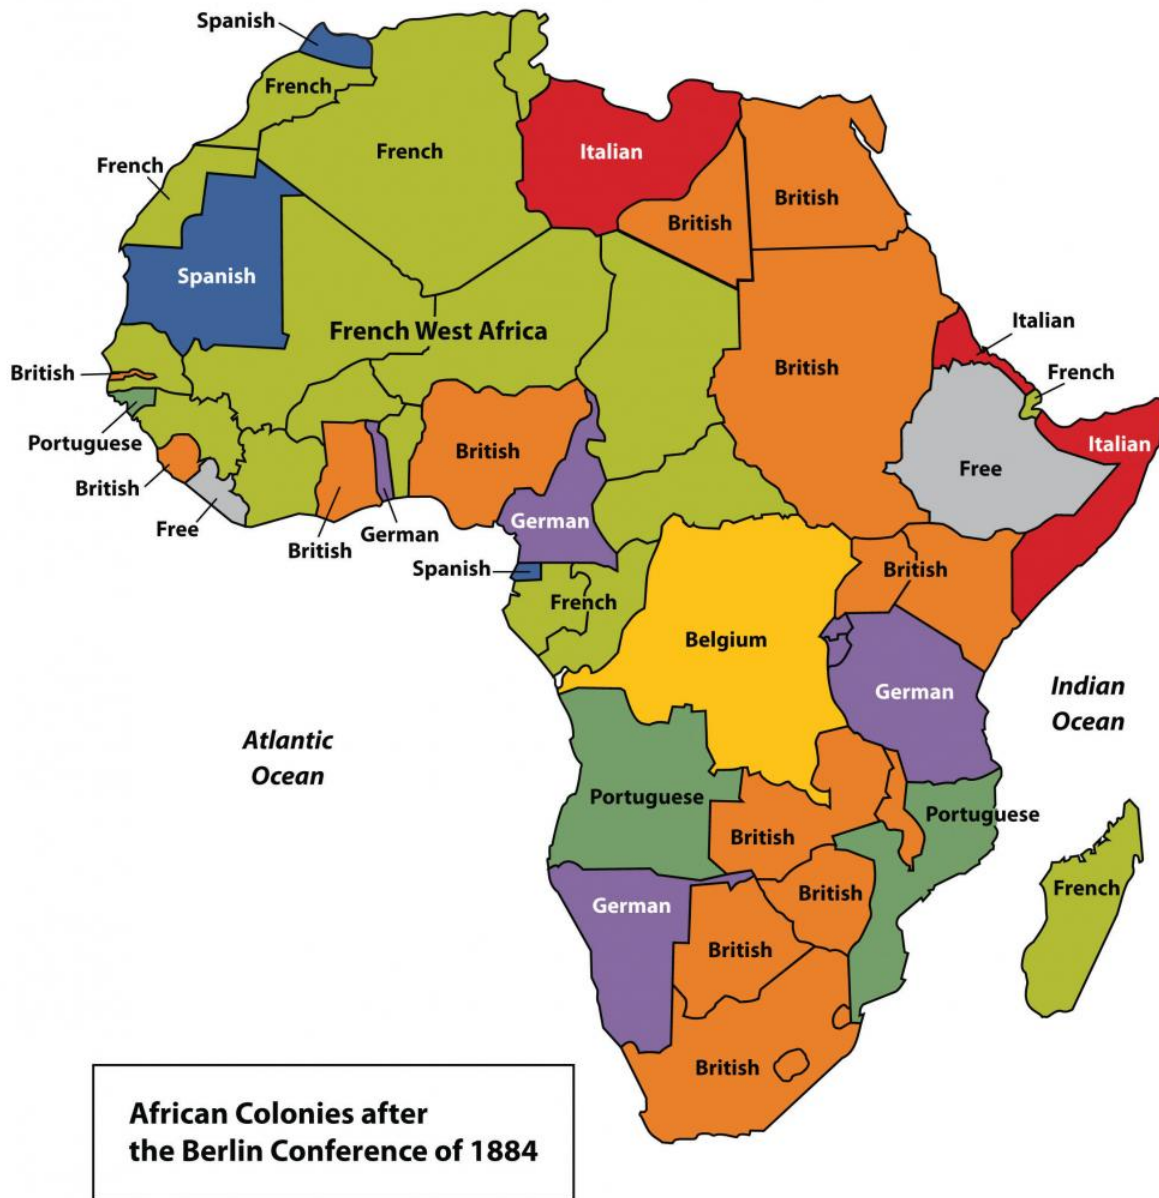 Spanish
French
French
Italian
French
British
British
Spanish
French West Africa
Italian
British
British
French
Portuguese
British
Italian
British
Free
Free
British
German
German
Spanish
British
French
Belgium
German
Indian
Ocean
Atlantic
Ocean
Portuguese
Portuguese
British
French
British
German
British
British
African Colonies after
the Berlin Conference of 1884